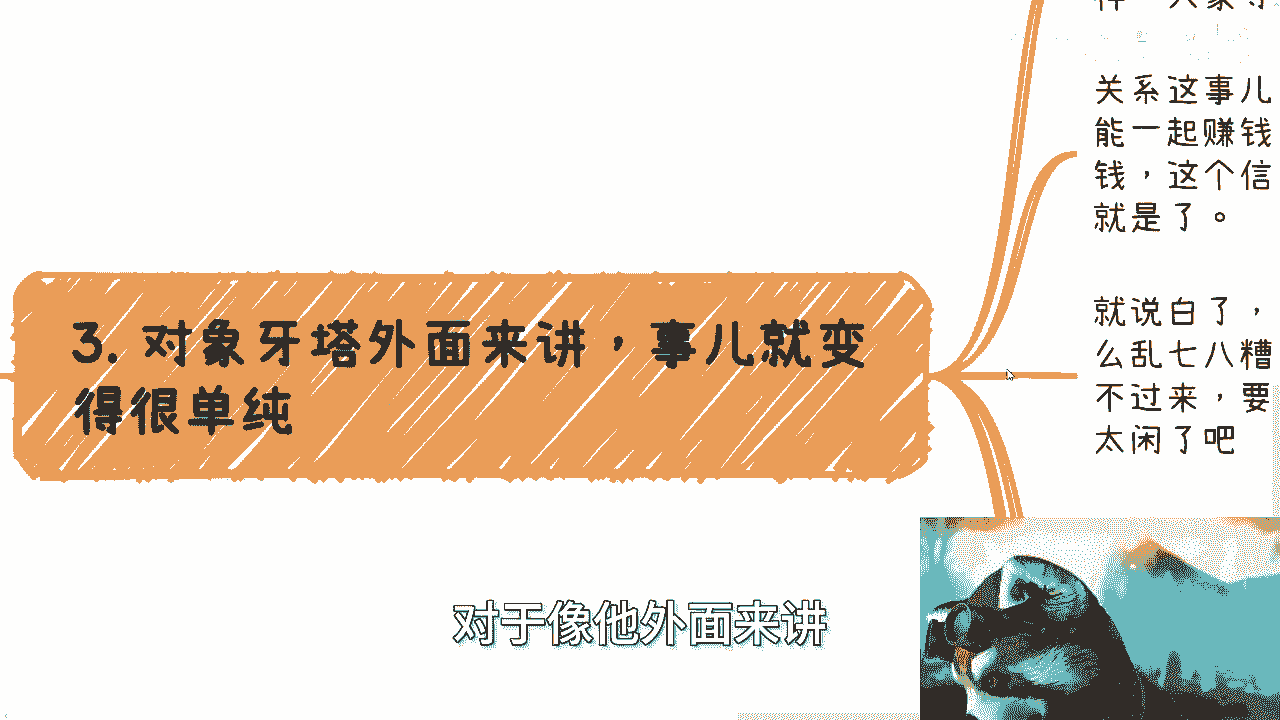 3. 对象牙塔外面来讲，事儿就变
得很单纯
关系这事儿
能一起赚钱
钱，这个信
就是了。
就说白了，
么乱七八糟
不过来，要
太闲了吧
对于像他外面来讲